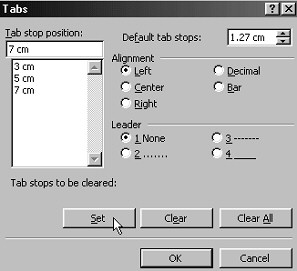 Tabs
Tab stop position:
Default tab stops:
1.27 cm
7 cm
3 cm
5 cm
7 cm
Alignment
Left
Decimal
Center
Bar
Right
Leader
1 None
3 -------
2 .......
4 ____
Tab stops to be cleared:
Set
Clear
Clear All
OK
Cancel